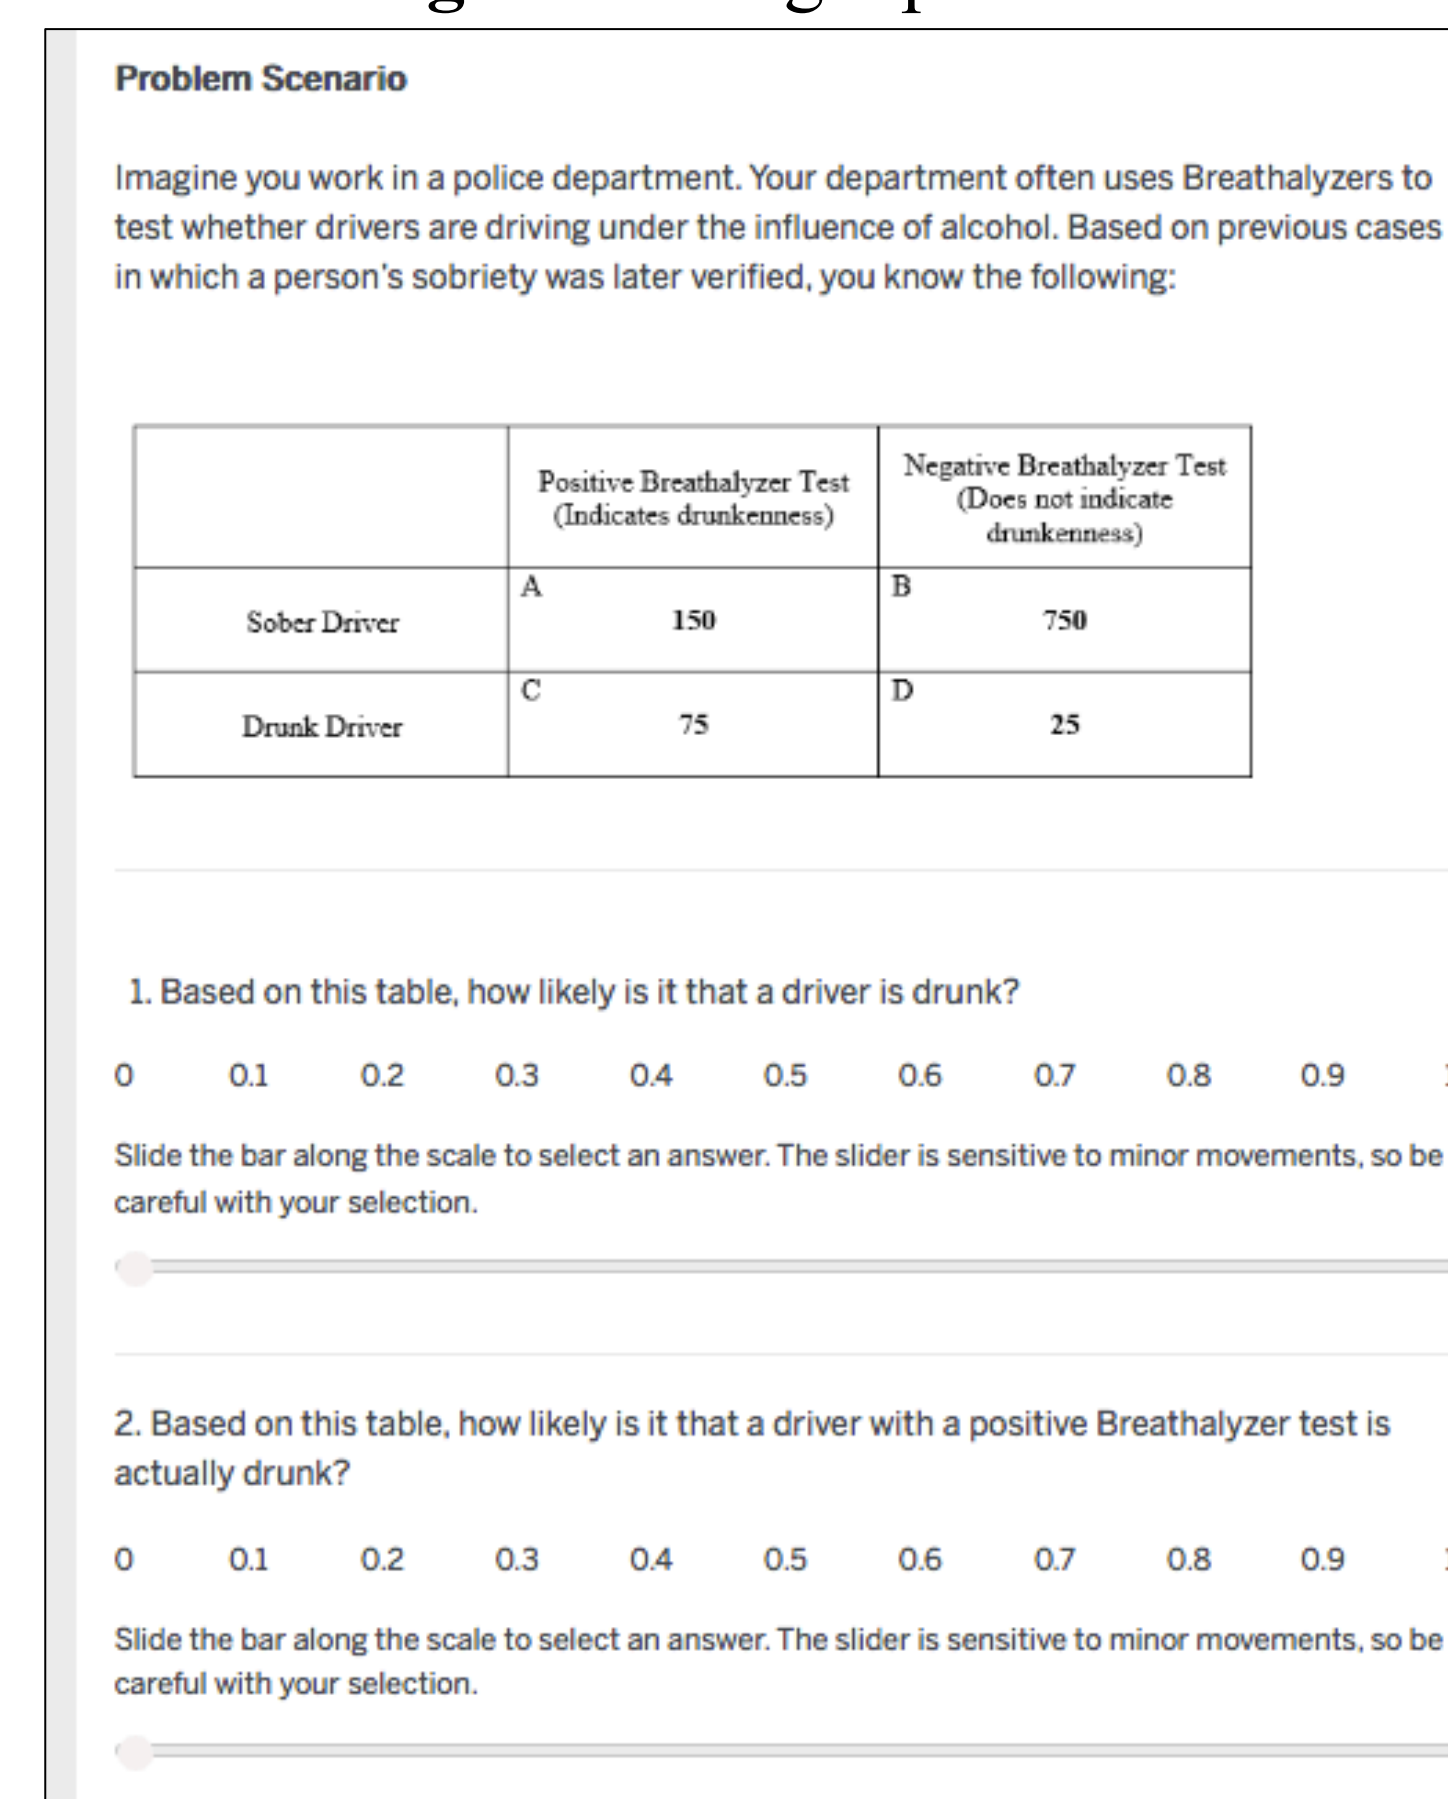 Problem Scenario
Imagine you work in a police department. Your department often uses Breathalyzers to
test whether drivers are driving under the influence of alcohol. Based on previous cases
in which a person's sobriety was later verified, you know the following:
Positive Breathalyzer Test
(Indicates drunkenness)
Negative Breathalyzer Test
(Does not indicate
drunkenness)
Sober Driver
A
150
B
750
Drunk Driver
C
75
D
25
1. Based on this table, how likely is it that a driver is drunk?
0 0.1 0.2 0.3 0.4 0.5 0.6 0.7 0.8 0.9
Slide the bar along the scale to select an answer. The slider is sensitive to minor movements, so be
careful with your selection.
2. Based on this table, how likely is it that a driver with a positive Breathalyzer test is
actually drunk?
0 0.1 0.2 0.3 0.4 0.5 0.6 0.7 0.8 0.9
Slide the bar along the scale to select an answer. The slider is sensitive to minor movements, so be
careful with your selection.